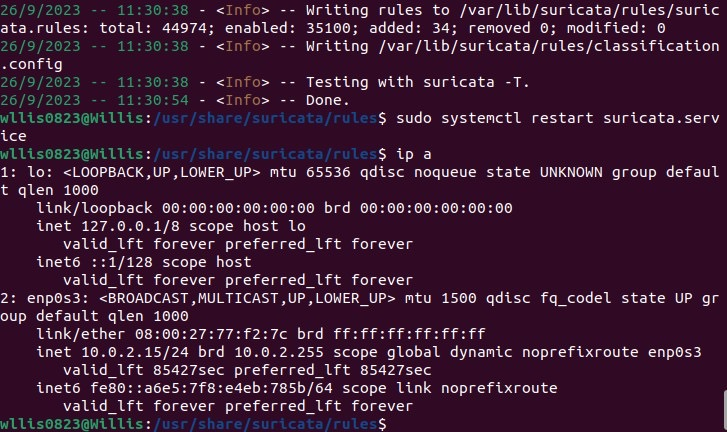 26/9/2023 -- 11:30:38 - <Info> -- Writing rules to /var/lib/suricata/rules/suric
ata.rules: total: 44974; enabled: 35100; added: 34; removed 0; modified: 0
26/9/2023 -- 11:30:38 - <Info> -- Writing /var/lib/suricata/rules/classification
.config
26/9/2023 -- 11:30:38 - <Info> -- Testing with suricata -T.
26/9/2023 -- 11:30:54 - <Info> -- Done.
wllis0823@Willis:/usr/share/suricata/rules$ sudo systemctl restart suricata.serv
ice
wllis0823@Willis:/usr/share/suricata/rules$ ip a
1: lo: <LOOPBACK,UP,LOWER_UP> mtu 65536 qdisc noqueue state UNKNOWN group defaul
t qlen 1000
    link/loopback 00:00:00:00:00:00 brd 00:00:00:00:00:00
    inet 127.0.0.1/8 scope host lo
       valid_lft forever preferred_lft forever
    inet6 ::1/128 scope host
       valid_lft forever preferred_lft forever
2: enp0s3: <BROADCAST,MULTICAST,UP,LOWER_UP> mtu 1500 qdisc fq_codel state UP gr
oup default qlen 1000
    link/ether 08:00:27:77:f2:7c brd ff:ff:ff:ff:ff:ff
    inet 10.0.2.15/24 brd 10.0.2.255 scope global dynamic noprefixroute enp0s3
       valid_lft 85427sec preferred_lft 85427sec
    inet6 fe80::a6e5:7f8:e4eb:785b/64 scope link noprefixroute
       valid_lft forever preferred_lft forever
wllis0823@Willis:/usr/share/suricata/rules$